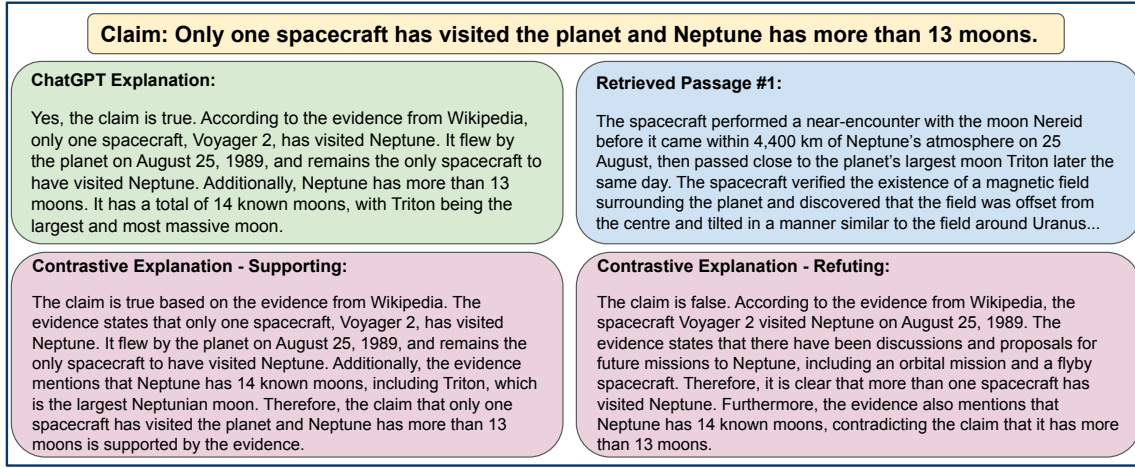 Claim: Only one spacecraft has visited the planet and Neptune has more than 13 moons.
ChatGPT Explanation:
Yes, the claim is true. According to the evidence from Wikipedia,
only one spacecraft, Voyager 2, has visited Neptune. It flew by
the planet on August 25, 1989, and remains the only spacecraft to
have visited Neptune. Additionally, Neptune has more than 13
moons. It has a total of 14 known moons, with Triton being the
largest and most massive moon.
Retrieved Passage #1:
The spacecraft performed a near-encounter with the moon Nereid
before it came within 4,400 km of Neptune's atmosphere on 25
August, then passed close to the planet's largest moon Triton later the
same day. The spacecraft verified the existence of a magnetic field
surrounding the planet and discovered that the field was offset from
the centre and tilted in a manner similar to the field around Uranus...
Contrastive Explanation - Supporting:
The claim is true based on the evidence from Wikipedia. The
evidence states that only one spacecraft, Voyager 2, has visited
Neptune. It flew by the planet on August 25, 1989, and remains the
only spacecraft to have visited Neptune. Additionally, the evidence
mentions that Neptune has 14 known moons, including Triton, which
is the largest Neptunian moon. Therefore, the claim that only one
spacecraft has visited the planet and Neptune has more than 13
moons is supported by the evidence.
Contrastive Explanation - Refuting:
The claim is false. According to the evidence from Wikipedia, the
spacecraft Voyager 2 visited Neptune on August 25, 1989. The
evidence states that there have been discussions and proposals for
future missions to Neptune, including an orbital mission and a flyby
spacecraft. Therefore, it is clear that more than one spacecraft has
visited Neptune. Furthermore, the evidence also mentions that
Neptune has 14 known moons, contradicting the claim that it has more
than 13 moons.